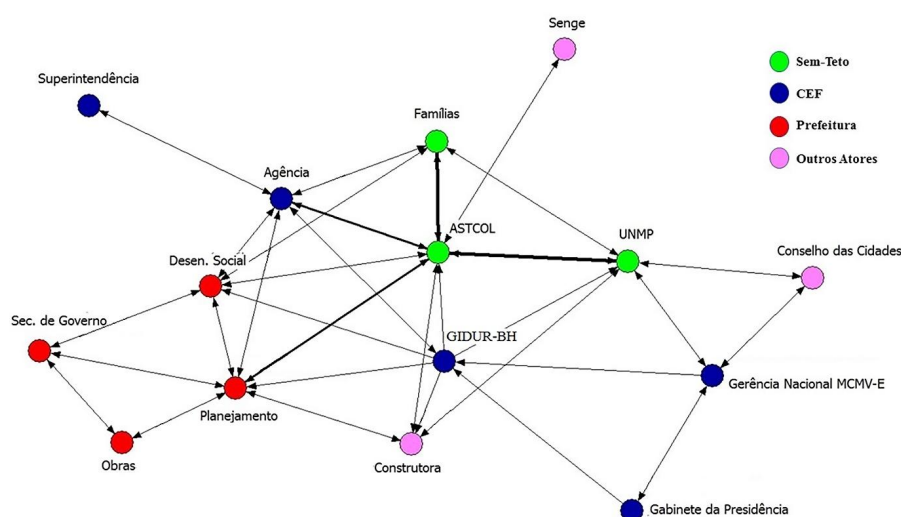 Senge
Superintendência
Sem-Teto
CEF
Prefeitura
Outros Atores
Famílias
Agência
ASTCOL
UNMP
Desen. Social
Conselho das Cidades
Sec. de Governo
GIDUR-BH
Gerência Nacional MCMV-E
Planejamento
Obras
Construtora
Gabinete da Presidência